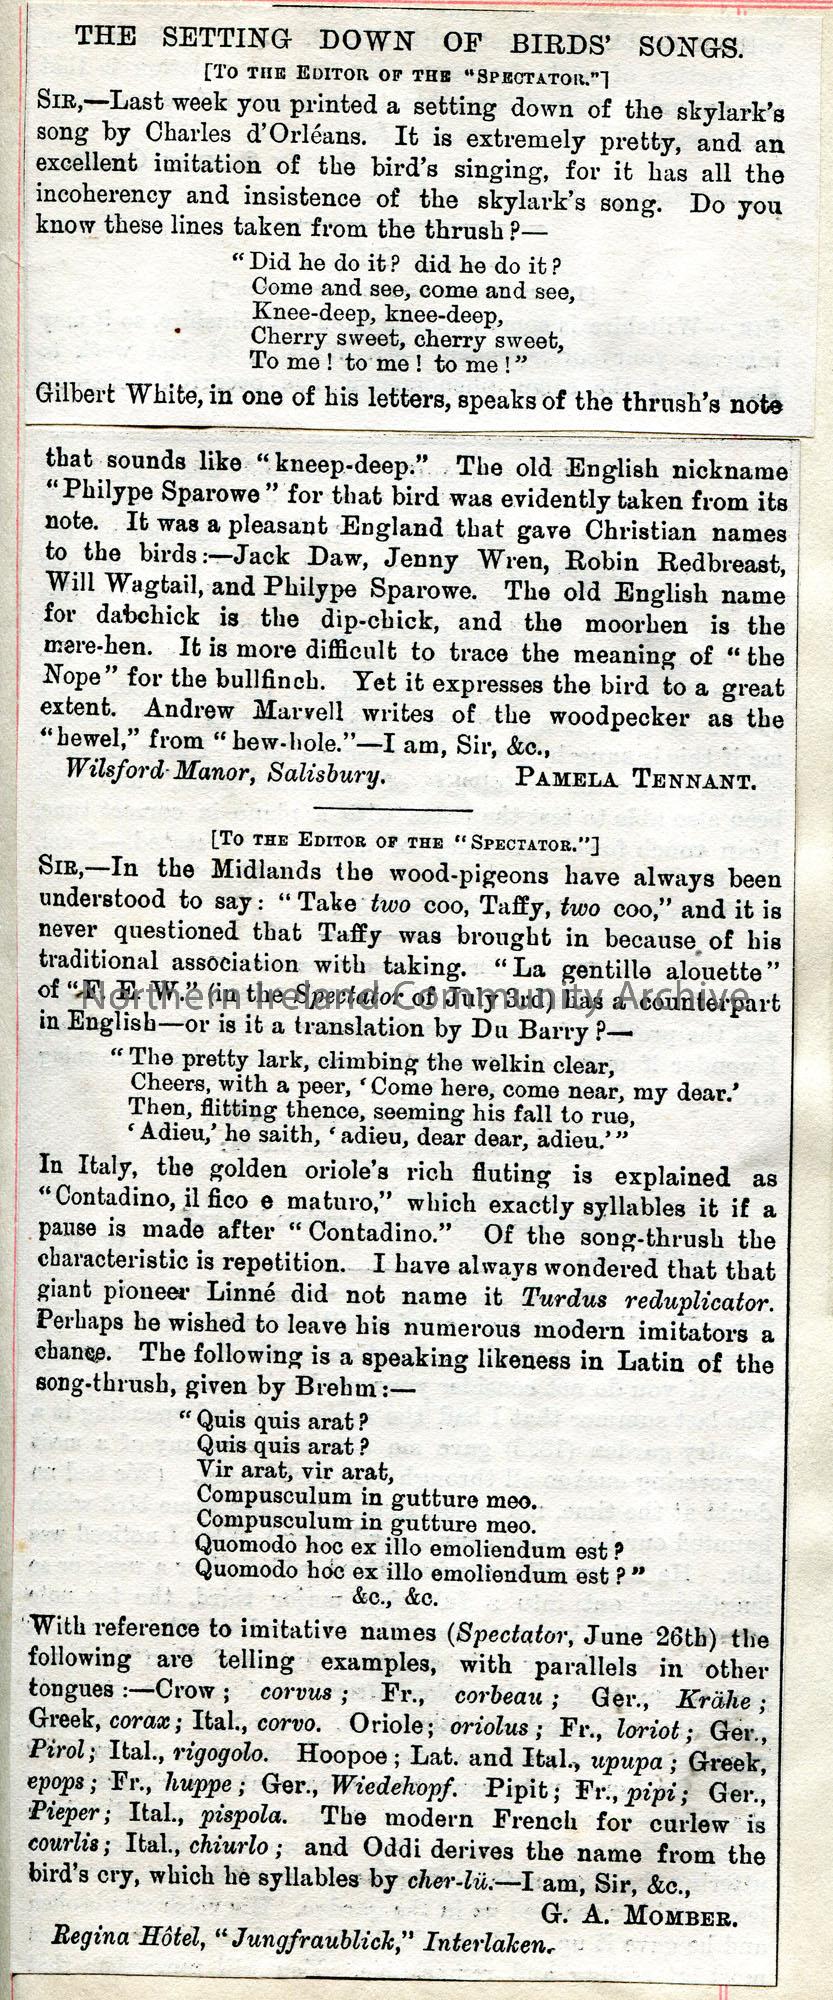 THE SETTING DOWN OF BIRDS' SONGS.
[TO THE EDITOR OF THE "SPECTATOR."]
SIR,—Last week you printed a setting down of the skylark's
song by Charles d'Orléans. It is extremely pretty, and an
excellent imitation of the bird's singing, for it has all the
incoherency and insistence of the skylark's song. Do you
know these lines taken from the thrush?—
"Did he do it? did he do it?
Come and see, come and see,
Knee-deep, knee-deep,
Cherry sweet, cherry sweet,
To me! to me! to me!"
Gilbert White, in one of his letters, speaks of the thrush's note
that sounds like "kneep-deep." The old English nickname
"Philype Sparowe" for that bird was evidently taken from its
note. It was a pleasant England that gave Christian names
to the birds:—Jack Daw, Jenny Wren, Robin Redbreast,
Will Wagtail, and Philype Sparowe. The old English name
for dabchick is the dip-chick, and the moorhen is the
mere-hen. It is more difficult to trace the meaning of "the
Nope" for the bullfinch. Yet it expresses the bird to a great
extent. Andrew Marvell writes of the woodpecker as the
"hewel," from "hew-hole."—I am, Sir, &c.,
Wilsford Manor, Salisbury. PAMELA TENNANT.
[TO THE EDITOR OF THE "SPECTATOR."]
SIR,—In the Midlands the wood-pigeons have always been
understood to say: "Take two coo, Taffy, two coo," and it is
never questioned that Taffy was brought in because of his
traditional association with taking. "La gentille alouette"
of "F. F. W." (in the Spectator of July 3rd) has a counterpart
Northern Ireland Community Archive
in English—or is it a translation by Du Barry?—
"The pretty lark, climbing the welkin clear,
Cheers, with a peer, 'Come here, come near, my dear.'
Then, flitting thence, seeming his fall to rue,
'Adieu,' he saith, 'adieu, dear dear, adieu.'"
In Italy, the golden oriole's rich fluting is explained as
"Contadino, il fico e maturo," which exactly syllables it if a
pause is made after "Contadino." Of the song-thrush the
characteristic is repetition. I have always wondered that that
giant pioneer Linné did not name it Turdus reduplicator.
Perhaps he wished to leave his numerous modern imitators a
chance. The following is a speaking likeness in Latin of the
song-thrush, given by Brehm:—
"Quis quis arat?
Quis quis arat?
Vir arat, vir arat,
Compusculum in gutture meo.
Compusculum in gutture meo.
Quomodo hoc ex illo emoliendum est?
Quomodo hoc ex illo emoliendum est?"
&c., &c.
With reference to imitative names (Spectator, June 26th) the
following are telling examples, with parallels in other
tongues:—Crow; corvus; Fr., corbeau; Ger., Krähe;
Greek, corax; Ital., corvo. Oriole; oriolus; Fr., loriot; Ger.,
Pirol; Ital., rigogolo. Hoopoe; Lat. and Ital., upupa; Greek,
epops; Fr., huppe; Ger., Wiedehopf. Pipit; Fr., pipi; Ger.,
Pieper; Ital., pispola. The modern French for curlew is
courlis; Ital., chiurlo; and Oddi derives the name from the
bird's cry, which he syllables by cher-lü.—I am, Sir, &c.,
G. A. MOMBER.
Regina Hôtel, "Jungfraublick," Interlaken.